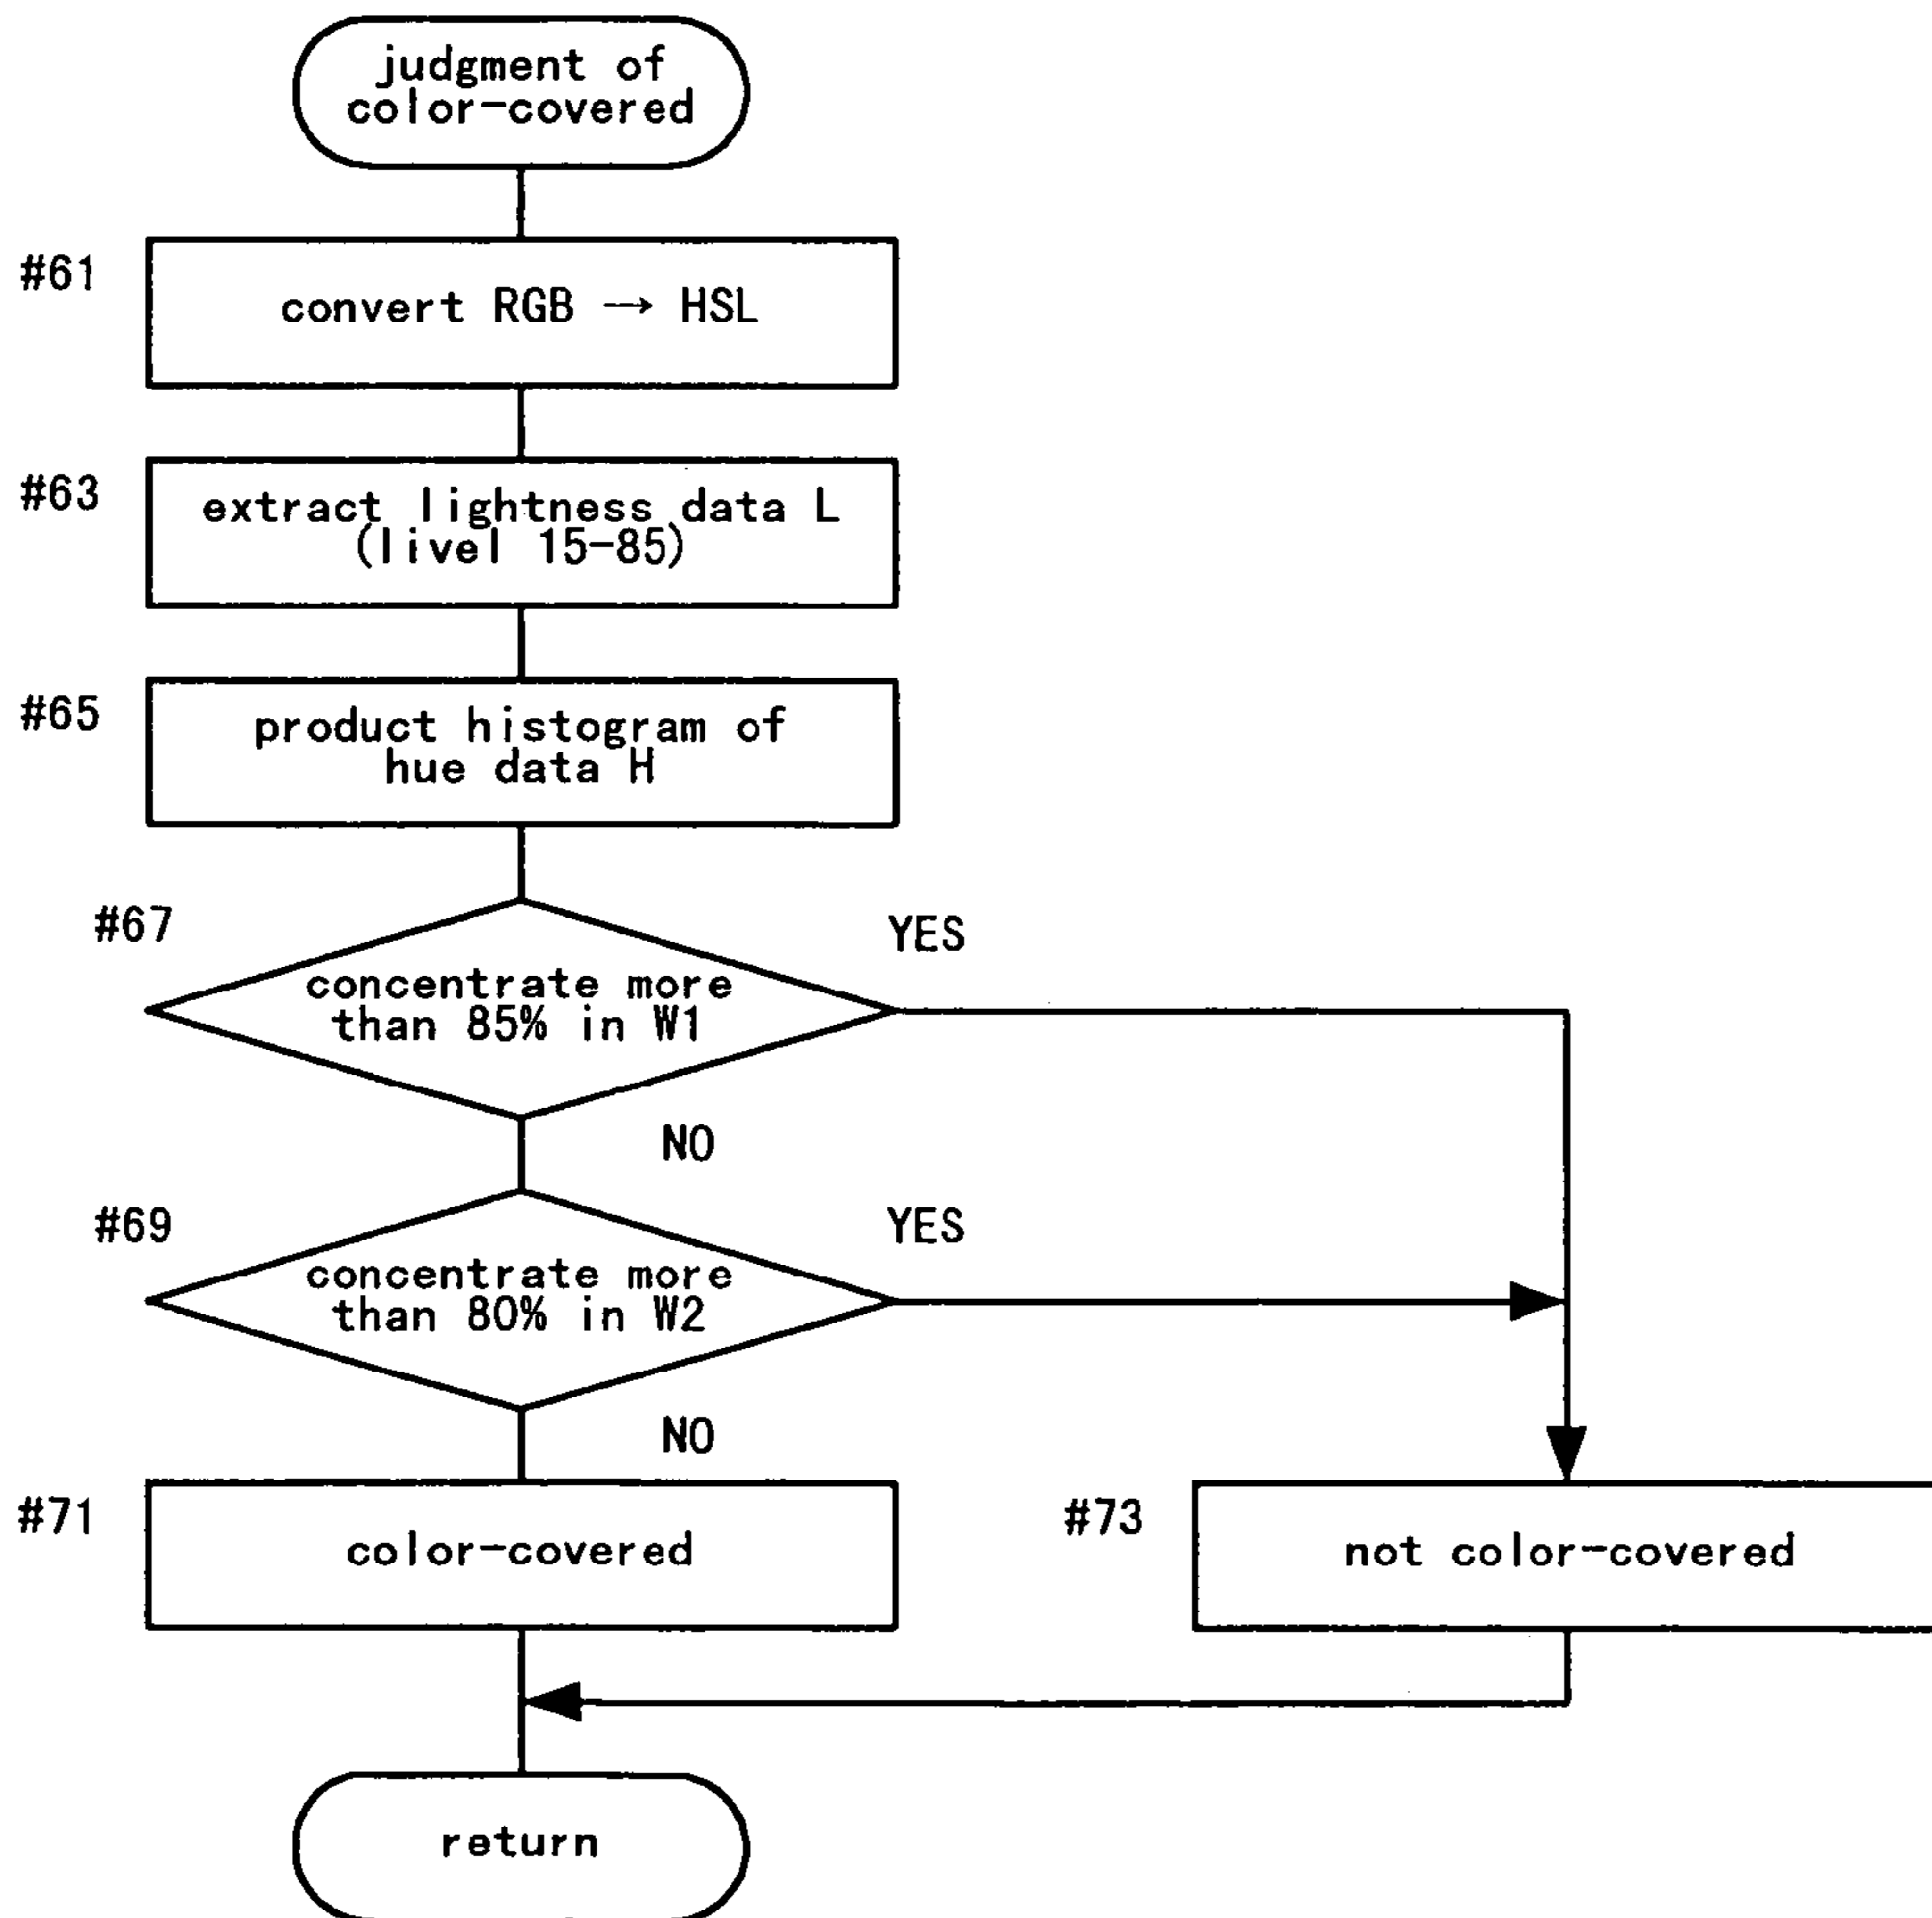 judgment of
color-covered
#61
convert RGB → HSL
#63
extract lightness data L
(livel 15-85)
#65
product histogram of
hue data H
#67
YES
concentrate more
than 85% in W1
NO
#69
YES
concentrate more
than 80% in W2
NO
#71
color-covered
#73
not color-covered
return